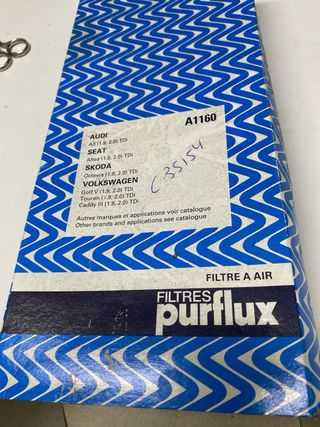 A1160
AUDI
A3 (1.9, 2.0) TDi
SEAT
Altea (1.9, 2.0) TDi
SKODA
Octavia (1.9, 2.0) TDi
VOLKSWAGEN
Golf V (1.9, 2.0) TDi
Touran (1.9, 2.0) TDi
Caddy III (1.9, 2.0) TDi
C-35154
Autres marques et applications voir catalogue
Other brands and applications see catalogue
FILTRE A AIR
FILTRES
purflux